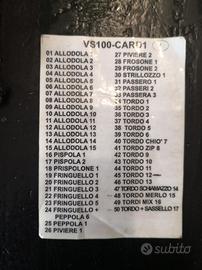 VS100-CARD1
01 ALLODOLA 1
02 ALLODOLA 2
03 ALLODOLA 3
04 ALLODOLA 4
05 ALLODOLA 5
06 ALLODOLA 6
07 ALLODOLA 7
08 ALLODOLA 8
09 ALLODOLA 9
10 ALLODOLA 10
11 ALLODOLA 11
12 ALLODOLA 12
13 ALLODOLA 13
14 ALLODOLA 14
15 ALLODOLA 15
16 PISPOLA 1
17 PISPOLA 2
18 PRISPOLONE 1
19 FRINGUELLO 1
20 FRINGUELLO 2
21 FRINGUELLO 3
22 FRINGUELLO 4
23 FRINGUELLO 5
24 FRINGUELLO +
PEPPOLA 6
25 PEPPOLA 1
26 PIVIERE 1
27 PIVIERE 2
28 FROSONE 1
29 FROSONE 2
30 STRILLOZZO 1
31 PASSERO 1
32 PASSERI 2
33 PASSERA 3
34 TORDO 1
35 TORDO 2
36 TORDO 3
37 TORDO 4
38 TORDO 5
39 TORDO 6
40 TORDO CHIO' 7
41 TORDO ZIP 8
42 TORDO 9
43 TORDO 10
44 TORDO 11
45 TORDO 12
46 TORDO 13
47 TORDO SCHIAMAZZO 14
48 TORDO MERLO 15
49 TORDI MIX 16
50 TORDO + SASSELLO 17
subito